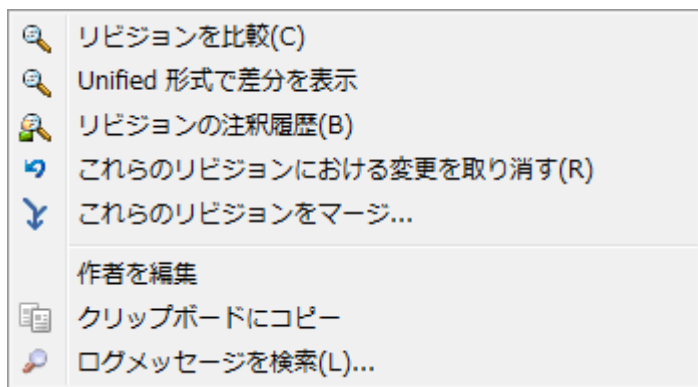 リビジョンを比較(C)
Unified 形式で差分を表示
リビジョンの注釈履歴(B)
これらのリビジョンにおける変更を取り消す(R)
これらのリビジョンをマージ...
作者を編集
クリップボードにコピー
ログメッセージを検索(L)...